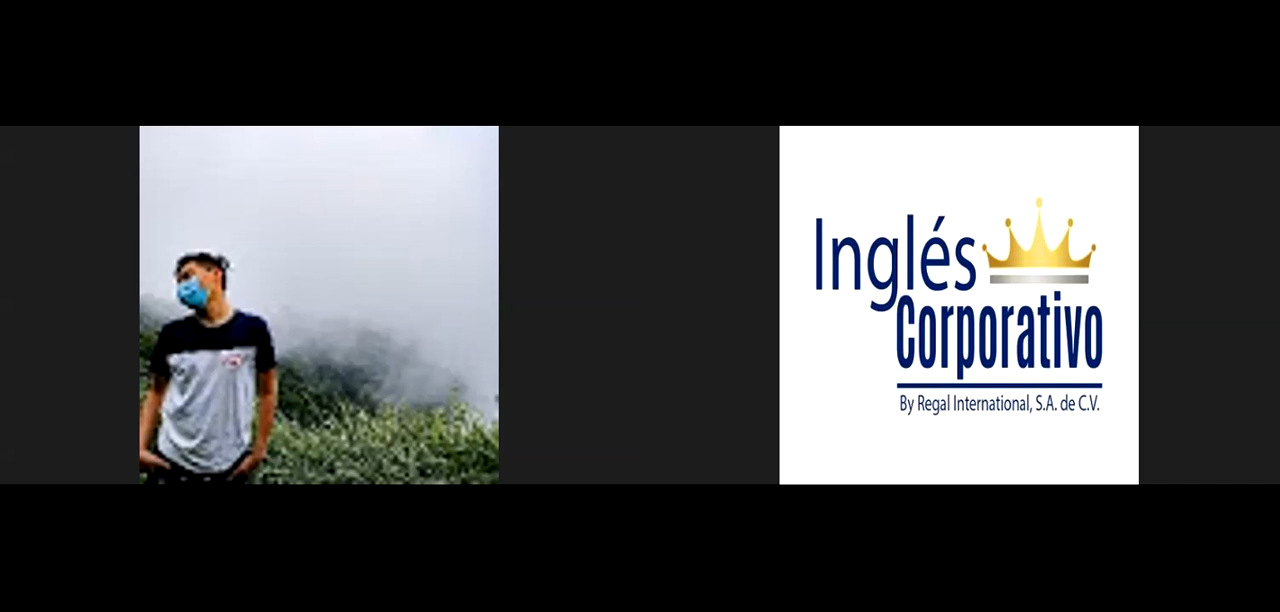 Inglés
Corporativo
By Regal International, S.A. de C.V.